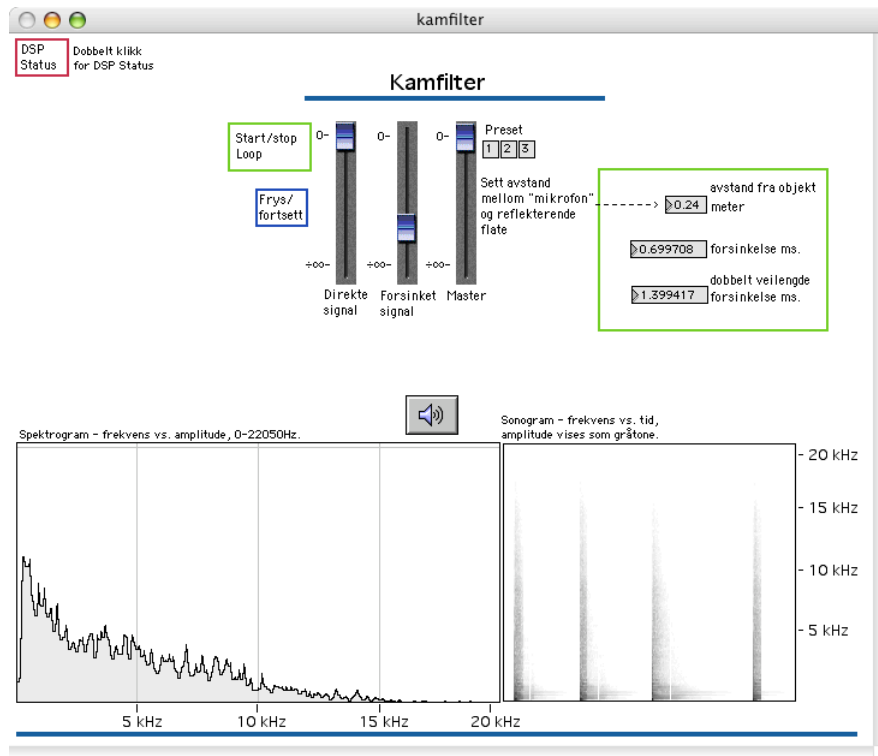 kamfilter
DSP
Status
Dobbelt klikk
for DSP Status
Kamfilter
Start/stop
Loop
Frys/
fortsett
0-
0-
0-
÷∞-
÷∞-
÷∞-
Direkte
signal
Forsinket
signal
Master
Preset
1 2 3
Sett avstand
mellom "mikrofon"
og reflekterende
flate
avstand fra objekt
0.24 meter
0.699708 forsinkelse ms.
dobbelt veilengde
1.399417 forsinkelse ms.
Spektrogram - frekvens vs. amplitude, 0-22050Hz.
5 kHz 10 kHz 15 kHz 20 kHz
Sonogram - frekvens vs. tid,
amplitude vises som gråtone.
- 20 kHz
- 15 kHz
- 10 kHz
- 5 kHz